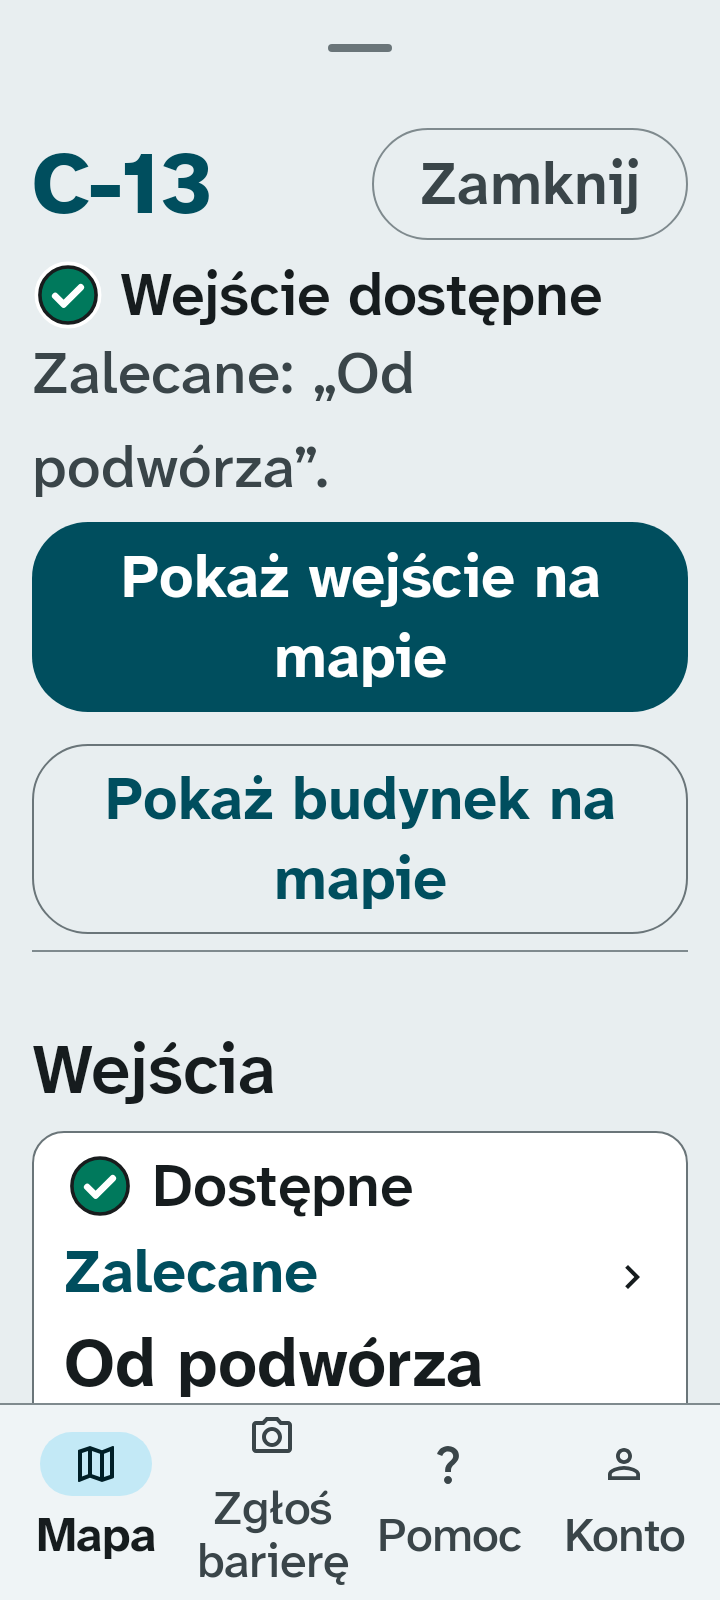 C-13
Zamknij
Wejście dostępne
Zalecane: „Od
podwórza”.
Pokaż wejście na
mapie
Pokaż budynek na
mapie
Wejścia
Dostępne
Zalecane
Od podwórza
Mapa
Zgłoś
barierę
Pomoc
Konto